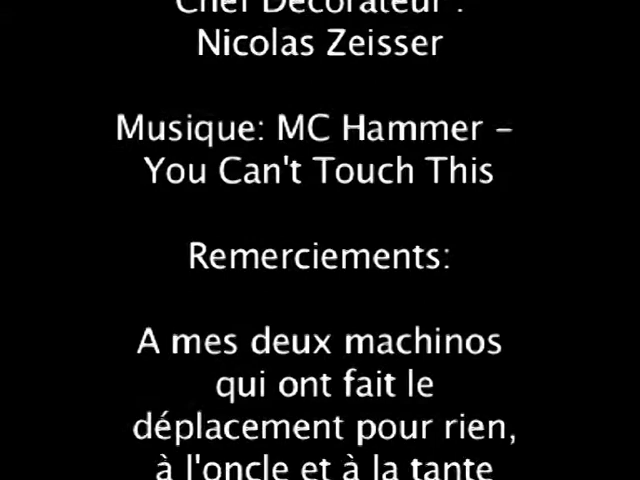 Chef Décorateur :
Nicolas Zeisser
Musique: MC Hammer -
You Can't Touch This
Remerciements:
A mes deux machinos
qui ont fait le
déplacement pour rien,
à l'oncle et à la tante